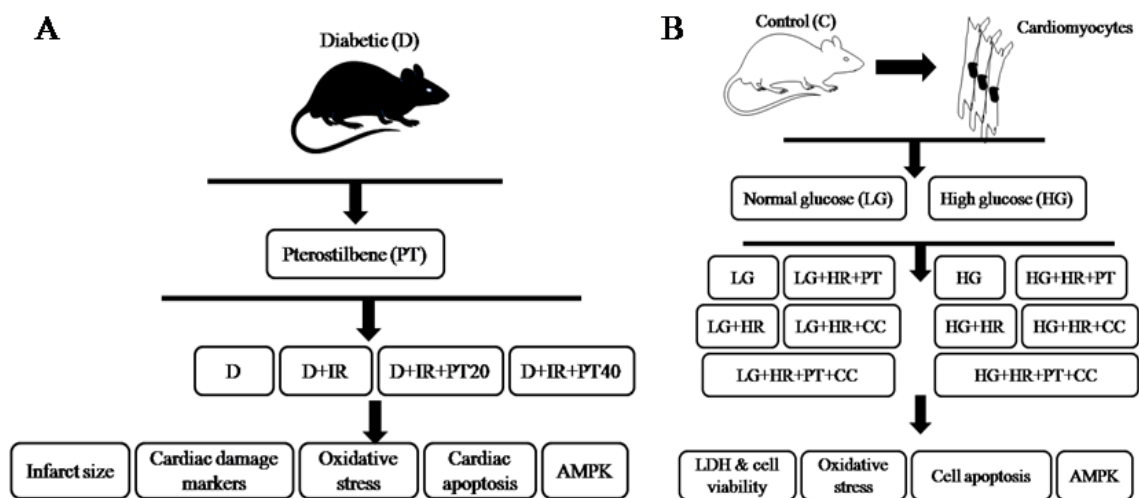 A
Diabetic (D)
Pterostilbene (PT)
D
D+IR
D+IR+PT20
D+IR+PT40
Infarct size
Cardiac damage
markers
Oxidative
stress
Cardiac
apoptosis
AMPK
B
Control (C)
Cardiomyocytes
Normal glucose (LG)
High glucose (HG)
LG
LG+HR+PT
HG
HG+HR+PT
LG+HR
LG+HR+CC
HG+HR
HG+HR+CC
LG+HR+PT+CC
HG+HR+PT+CC
LDH & cell
viability
Oxidative
stress
Cell apoptosis
AMPK